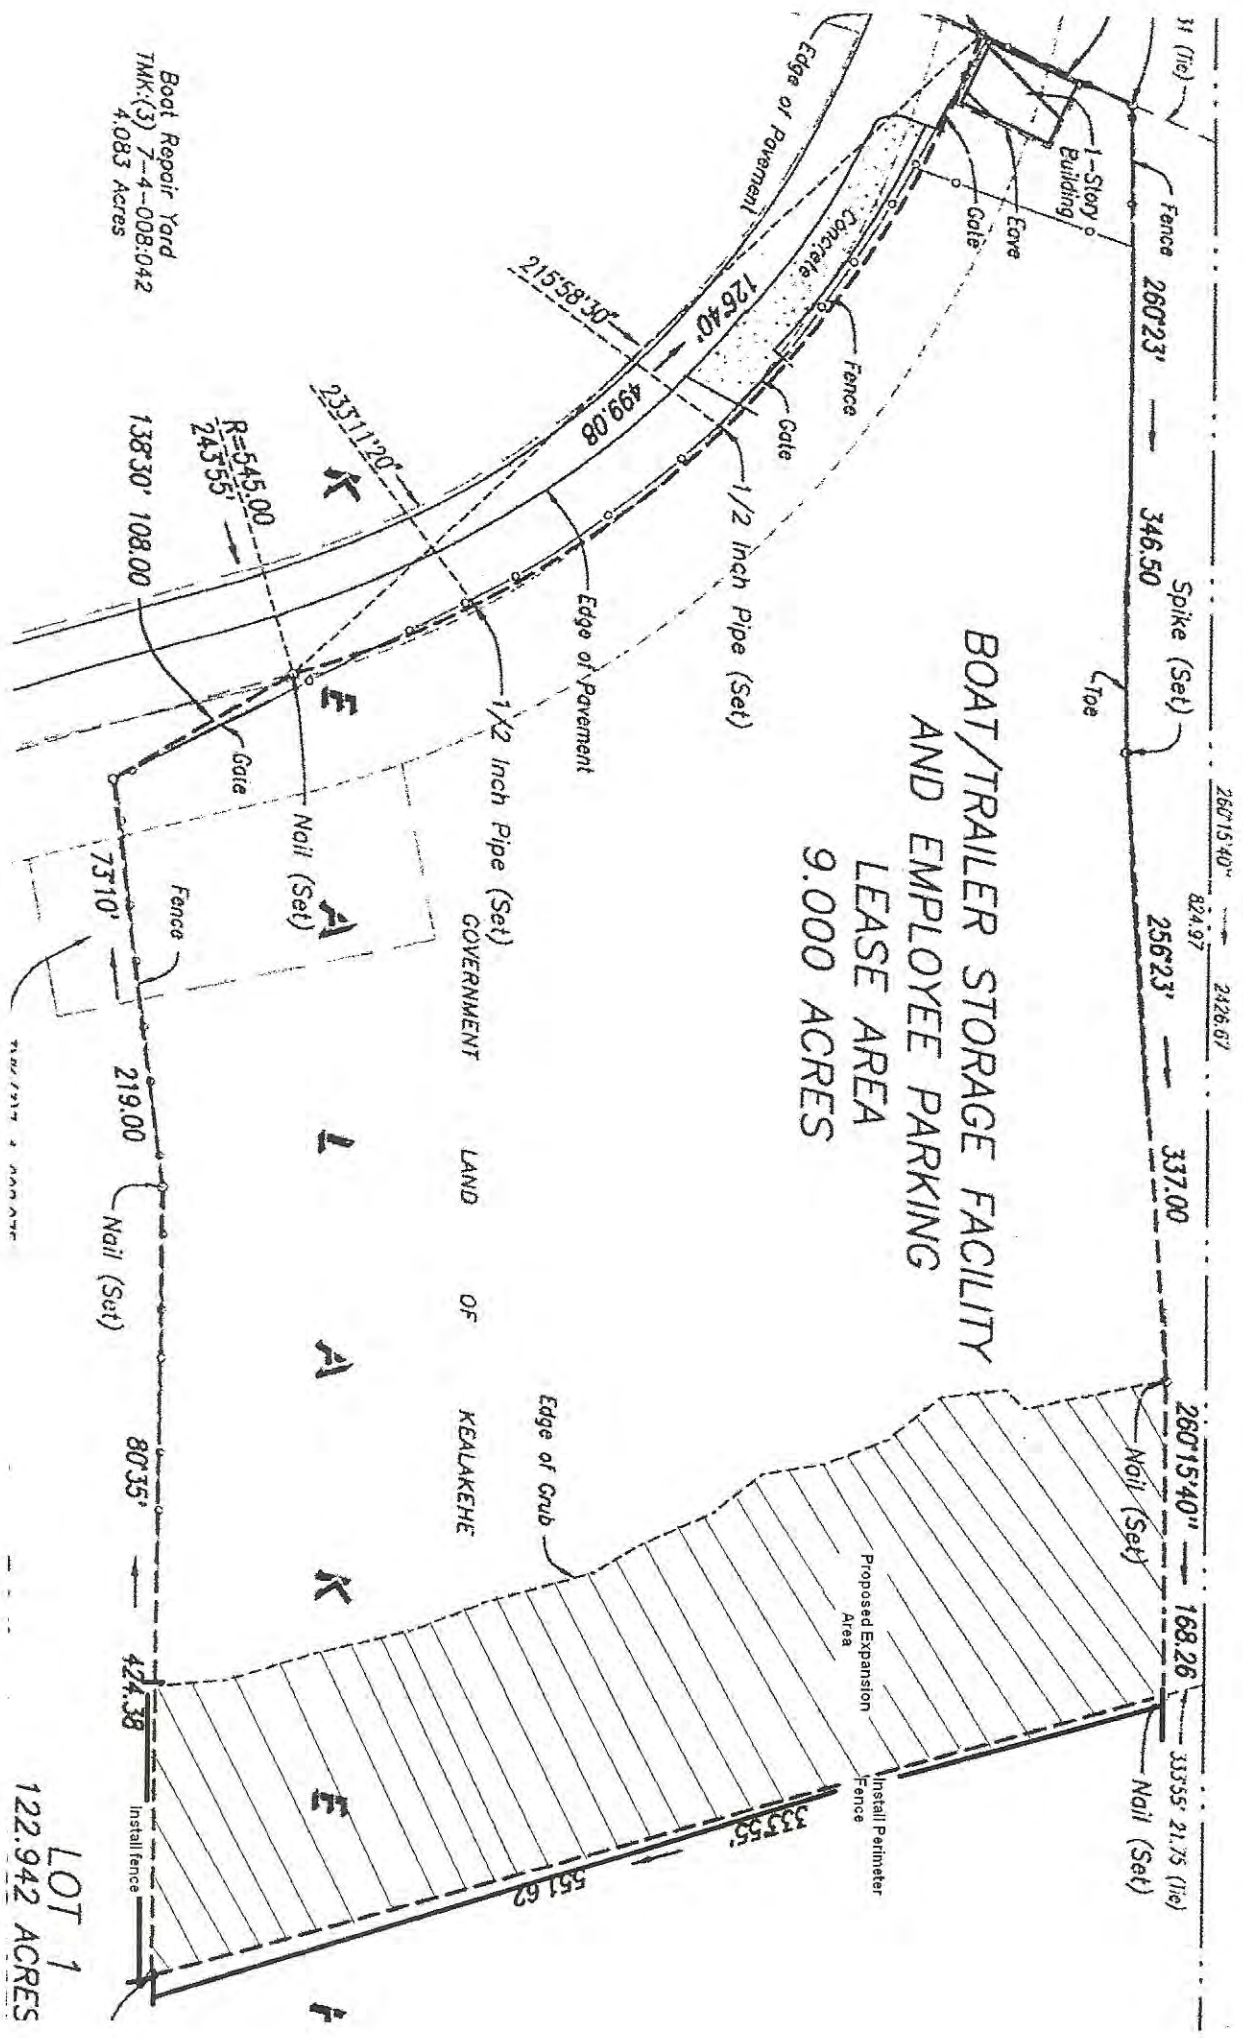 31 (Tie)
Fence
260°23'
346.50
Spike (Set)
Toe
260°15'40"
824.97
2426.67
256°23'
337.00
260°15'40"
168.26
333°55' 21.75 (Tie)
Nail (Set)
Nail (Set)
1-Story
Building
Eave
Gate
Concrete
Fence
Gate
1/2 Inch Pipe (Set)
Edge of Pavement
126°40'
499.08
215°58'30"
Edge of Pavement
1/2 Inch Pipe (Set)
233°11'20"
R=545.00
243°55'
138°30' 108.00
Gate
Nail (Set)
BOAT/TRAILER STORAGE FACILITY
AND EMPLOYEE PARKING
LEASE AREA
9.000 ACRES
GOVERNMENT LAND OF KEALAKEHE
K E A L A K E
Edge of Grub
Proposed Expansion
Area
Install Perimeter
Fence
333°55'
551.62
Boat Repair Yard
TMK:(3) 7-4-008:042
4.083 Acres
73°10'
Fence
219.00
Nail (Set)
80°35'
424.38
Install fence
LOT 1
122.942 ACRES